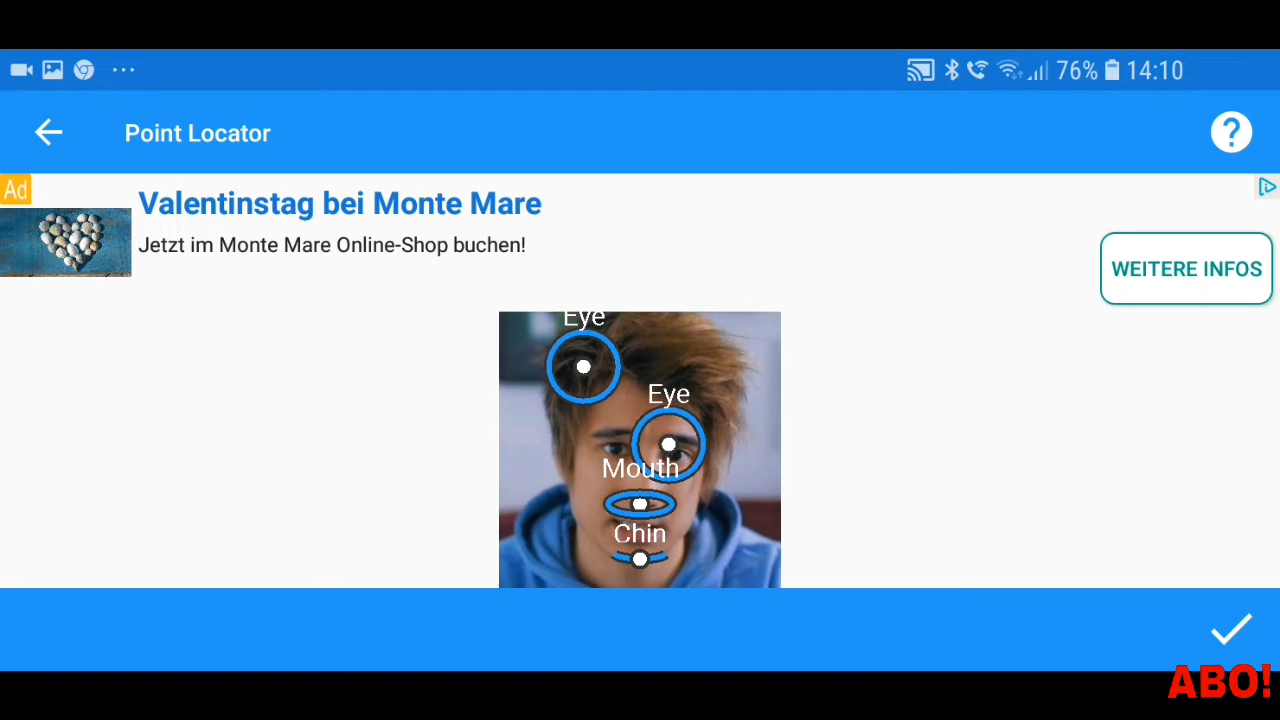 76% 14:10
Point Locator
?
Ad
Valentinstag bei Monte Mare
Jetzt im Monte Mare Online-Shop buchen!
WEITERE INFOS
Eye
Eye
Mouth
Chin
ABO!